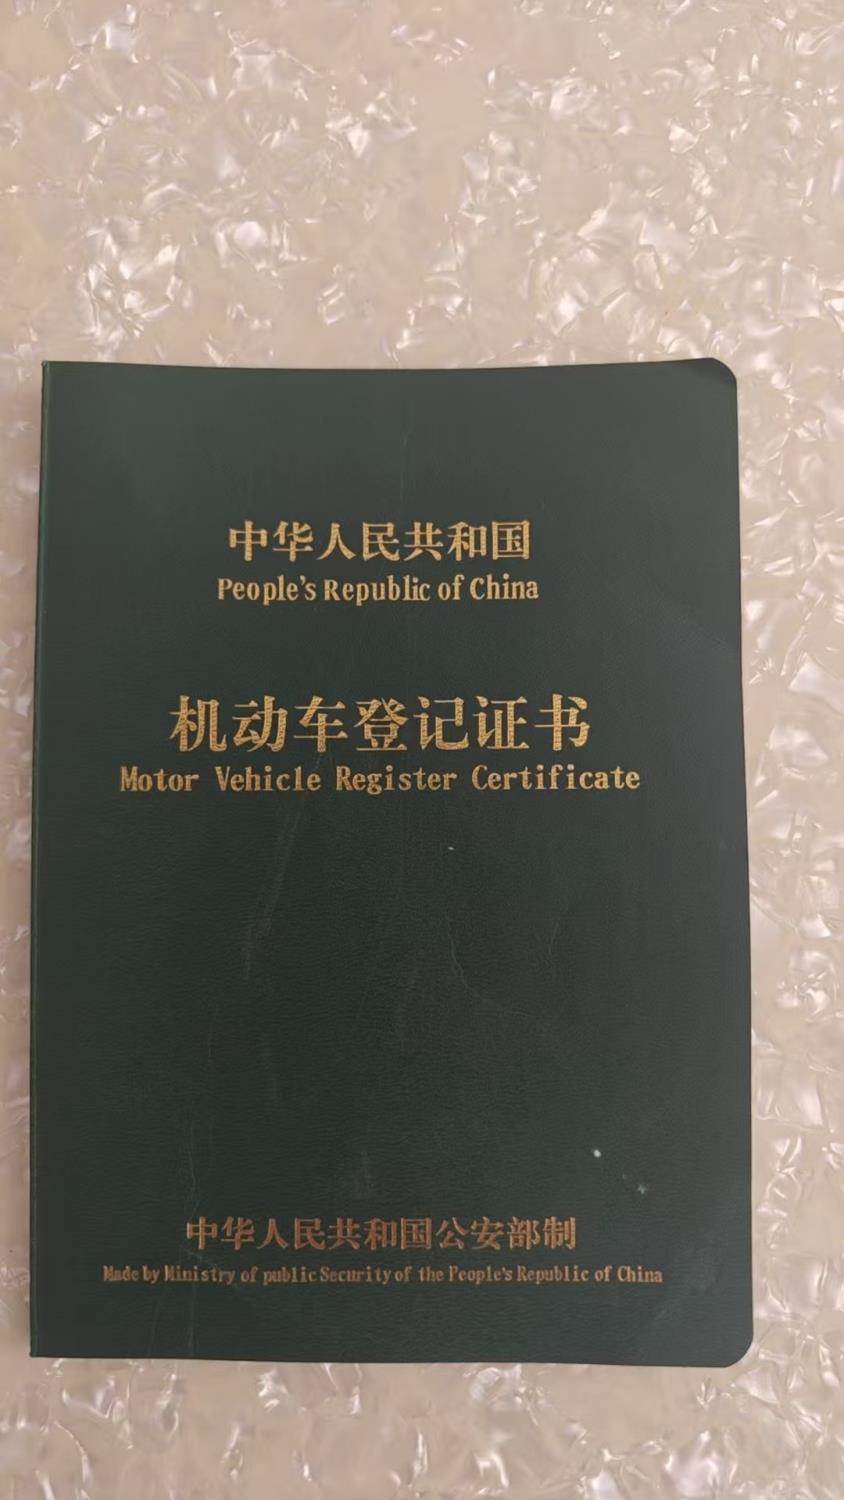 中华人民共和国
People's Republic of China
机动车登记证书
Motor Vehicle Register Certificate
中华人民共和国公安部制
Made by Ministry of public Security of the People's Republic of China